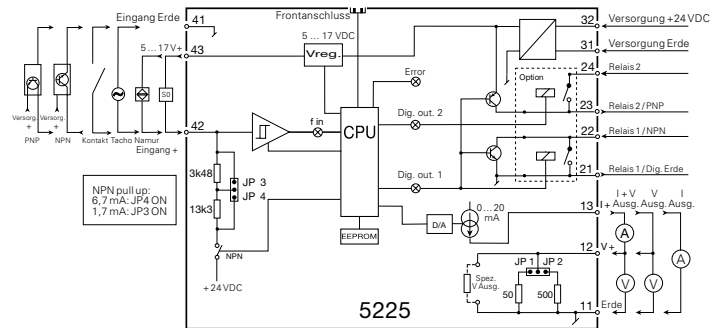 Eingang Erde
41
Frontanschluss
5 ... 17 V+
43
5 ... 17 VDC
Vreg.
32
Versorgung +24 VDC
31
Versorgung Erde
24
Relais 2
Option
Error
23
Relais 2 / PNP
Dig. out. 2
22
Relais 1 / NPN
21
Relais 1 / Dig. Erde
Dig. out. 1
S0
Versorg.
+
PNP
Versorg.
+
NPN
Kontakt
Tacho
Namur
Eingang +
42
f in
CPU
3k48
JP 3
JP 4
13k3
NPN pull up:
6,7 mA: JP4 ON
1,7 mA: JP3 ON
NPN
+ 24 VDC
EEPROM
D/A
0 ... 20
mA
13
I +
I + V
Ausg.
V
Ausg.
I
Ausg.
A
12
V +
JP 1
JP 2
Spez.
V Ausg.
50
500
V
V
A
11
Erde
5225